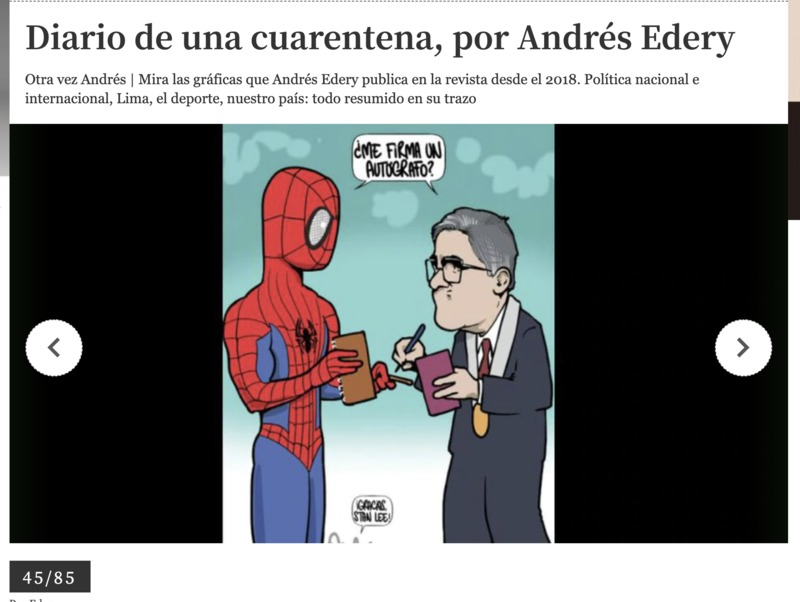 Diario de una cuarentena, por Andrés Edery
Otra vez Andrés | Mira las gráficas que Andrés Edery publica en la revista desde el 2018. Política nacional e
internacional, Lima, el deporte, nuestro país: todo resumido en su trazo
¿ME FIRMA UN
AUTÓGRAFO?
¡GRACIAS,
STAN LEE!
45/85